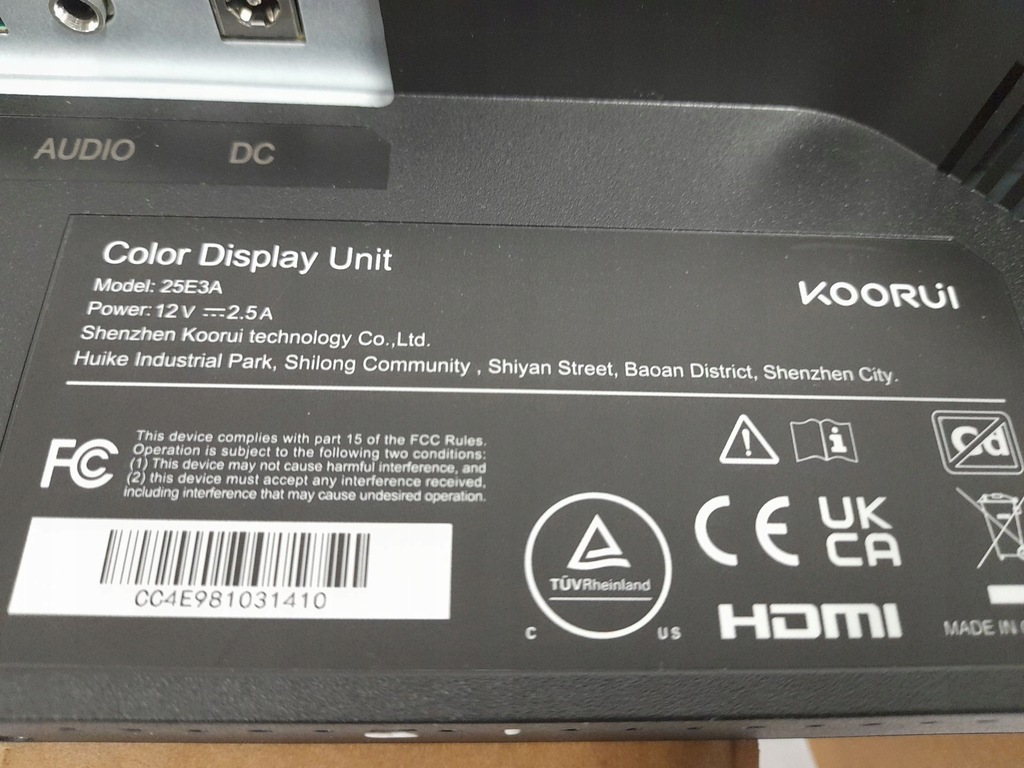 AUDIO DC
Color Display Unit
Model: 25E3A
Power: 12V ⎓ 2.5A
Shenzhen Koorui technology Co.,Ltd.
Huike Industrial Park, Shilong Community , Shiyan Street, Baoan District, Shenzhen City.
KOORUI
FC
This device complies with part 15 of the FCC Rules.
Operation is subject to the following two conditions:
(1) This device may not cause harmful interference, and
(2) this device must accept any interference received,
including interference that may cause undesired operation.
CC4E981031410
TÜVRheinland
C US
i
Cd
CE
UK
CA
HDMI
MADE IN